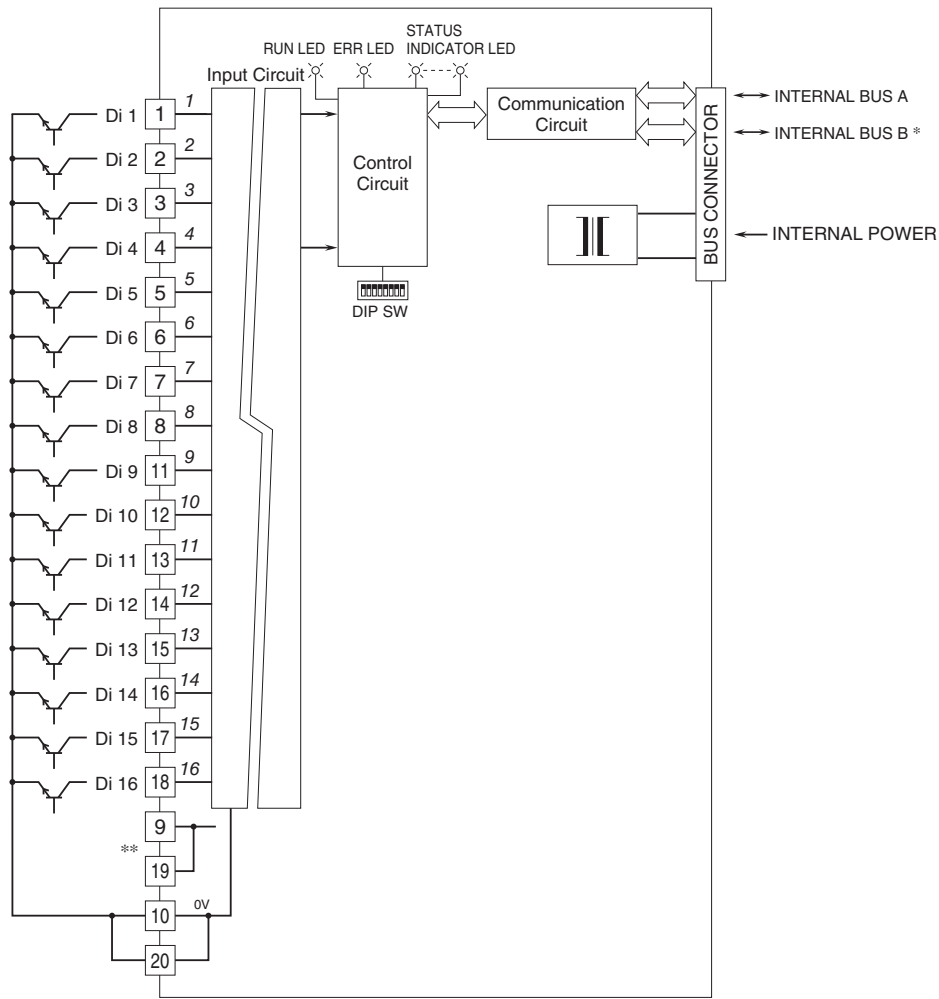 STATUS
RUN LED ERR LED INDICATOR LED
Input Circuit
Di 1 1 1
Di 2 2 2
Di 3 3 3
Di 4 4 4
Di 5 5 5
Di 6 6 6
Di 7 7 7
Di 8 8 8
Di 9 11 9
Di 10 12 10
Di 11 13 11
Di 12 14 12
Di 13 15 13
Di 14 16 14
Di 15 17 15
Di 16 18 16
9
**
19
10 0V
20
Control
Circuit
DIP SW
Communication
Circuit
BUS CONNECTOR
INTERNAL BUS A
INTERNAL BUS B *
INTERNAL POWER